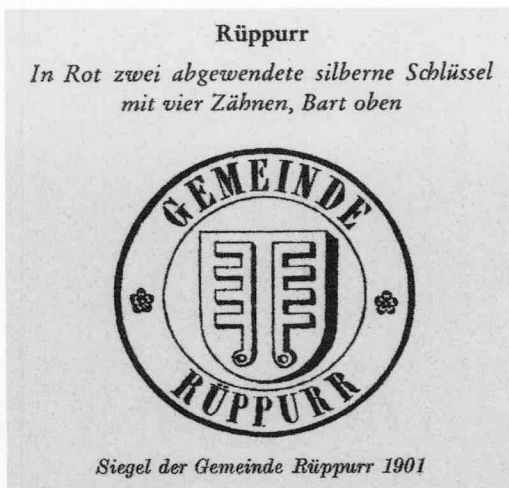 Rüppurr
In Rot zwei abgewendete silberne Schlüssel
mit vier Zähnen, Bart oben
GEMEINDE
RÜPPURR
Siegel der Gemeinde Rüppurr 1901